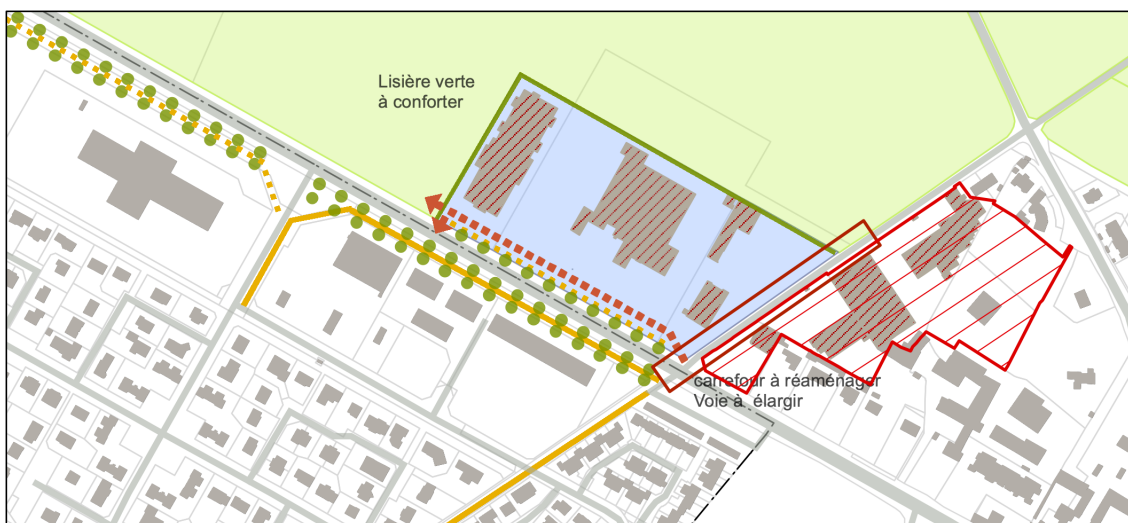 Lisière verte
à conforter
carrefour à réaménager
Voie à élargir